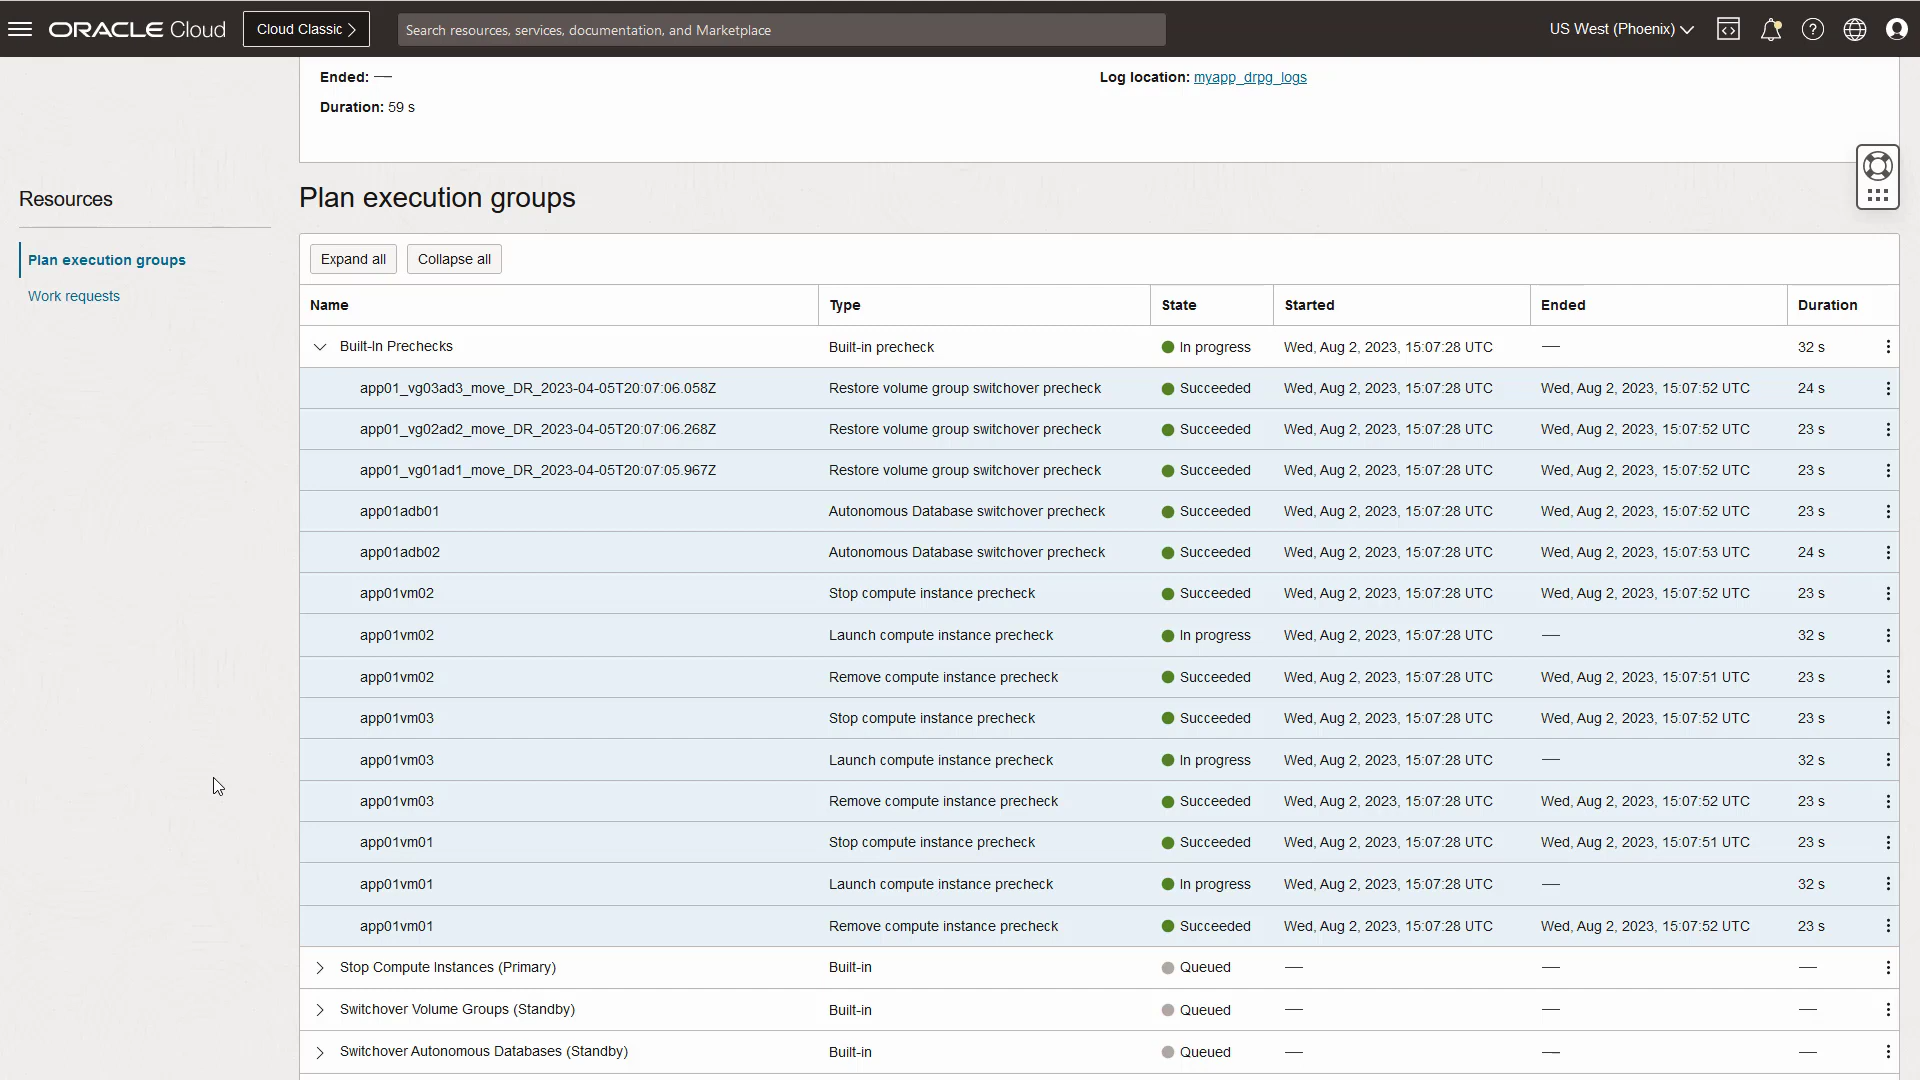 ORACLE Cloud Cloud Classic Search resources, services, documentation, and Marketplace US West (Phoenix)
Ended: — Log location: myapp_drpg_logs
Duration: 59 s
Resources
Plan execution groups
Work requests
Plan execution groups
Expand all Collapse all
Name Type State Started Ended Duration
Built-In Prechecks Built-in precheck In progress Wed, Aug 2, 2023, 15:07:28 UTC — 32 s
app01_vg03ad3_move_DR_2023-04-05T20:07:06.058Z Restore volume group switchover precheck Succeeded Wed, Aug 2, 2023, 15:07:28 UTC Wed, Aug 2, 2023, 15:07:52 UTC 24 s
app01_vg02ad2_move_DR_2023-04-05T20:07:06.268Z Restore volume group switchover precheck Succeeded Wed, Aug 2, 2023, 15:07:28 UTC Wed, Aug 2, 2023, 15:07:52 UTC 23 s
app01_vg01ad1_move_DR_2023-04-05T20:07:05.967Z Restore volume group switchover precheck Succeeded Wed, Aug 2, 2023, 15:07:28 UTC Wed, Aug 2, 2023, 15:07:52 UTC 23 s
app01adb01 Autonomous Database switchover precheck Succeeded Wed, Aug 2, 2023, 15:07:28 UTC Wed, Aug 2, 2023, 15:07:52 UTC 23 s
app01adb02 Autonomous Database switchover precheck Succeeded Wed, Aug 2, 2023, 15:07:28 UTC Wed, Aug 2, 2023, 15:07:53 UTC 24 s
app01vm02 Stop compute instance precheck Succeeded Wed, Aug 2, 2023, 15:07:28 UTC Wed, Aug 2, 2023, 15:07:52 UTC 23 s
app01vm02 Launch compute instance precheck In progress Wed, Aug 2, 2023, 15:07:28 UTC — 32 s
app01vm02 Remove compute instance precheck Succeeded Wed, Aug 2, 2023, 15:07:28 UTC Wed, Aug 2, 2023, 15:07:51 UTC 23 s
app01vm03 Stop compute instance precheck Succeeded Wed, Aug 2, 2023, 15:07:28 UTC Wed, Aug 2, 2023, 15:07:52 UTC 23 s
app01vm03 Launch compute instance precheck In progress Wed, Aug 2, 2023, 15:07:28 UTC — 32 s
app01vm03 Remove compute instance precheck Succeeded Wed, Aug 2, 2023, 15:07:28 UTC Wed, Aug 2, 2023, 15:07:52 UTC 23 s
app01vm01 Stop compute instance precheck Succeeded Wed, Aug 2, 2023, 15:07:28 UTC Wed, Aug 2, 2023, 15:07:51 UTC 23 s
app01vm01 Launch compute instance precheck In progress Wed, Aug 2, 2023, 15:07:28 UTC — 32 s
app01vm01 Remove compute instance precheck Succeeded Wed, Aug 2, 2023, 15:07:28 UTC Wed, Aug 2, 2023, 15:07:52 UTC 23 s
Stop Compute Instances (Primary) Built-in Queued — — —
Switchover Volume Groups (Standby) Built-in Queued — — —
Switchover Autonomous Databases (Standby) Built-in Queued — — —